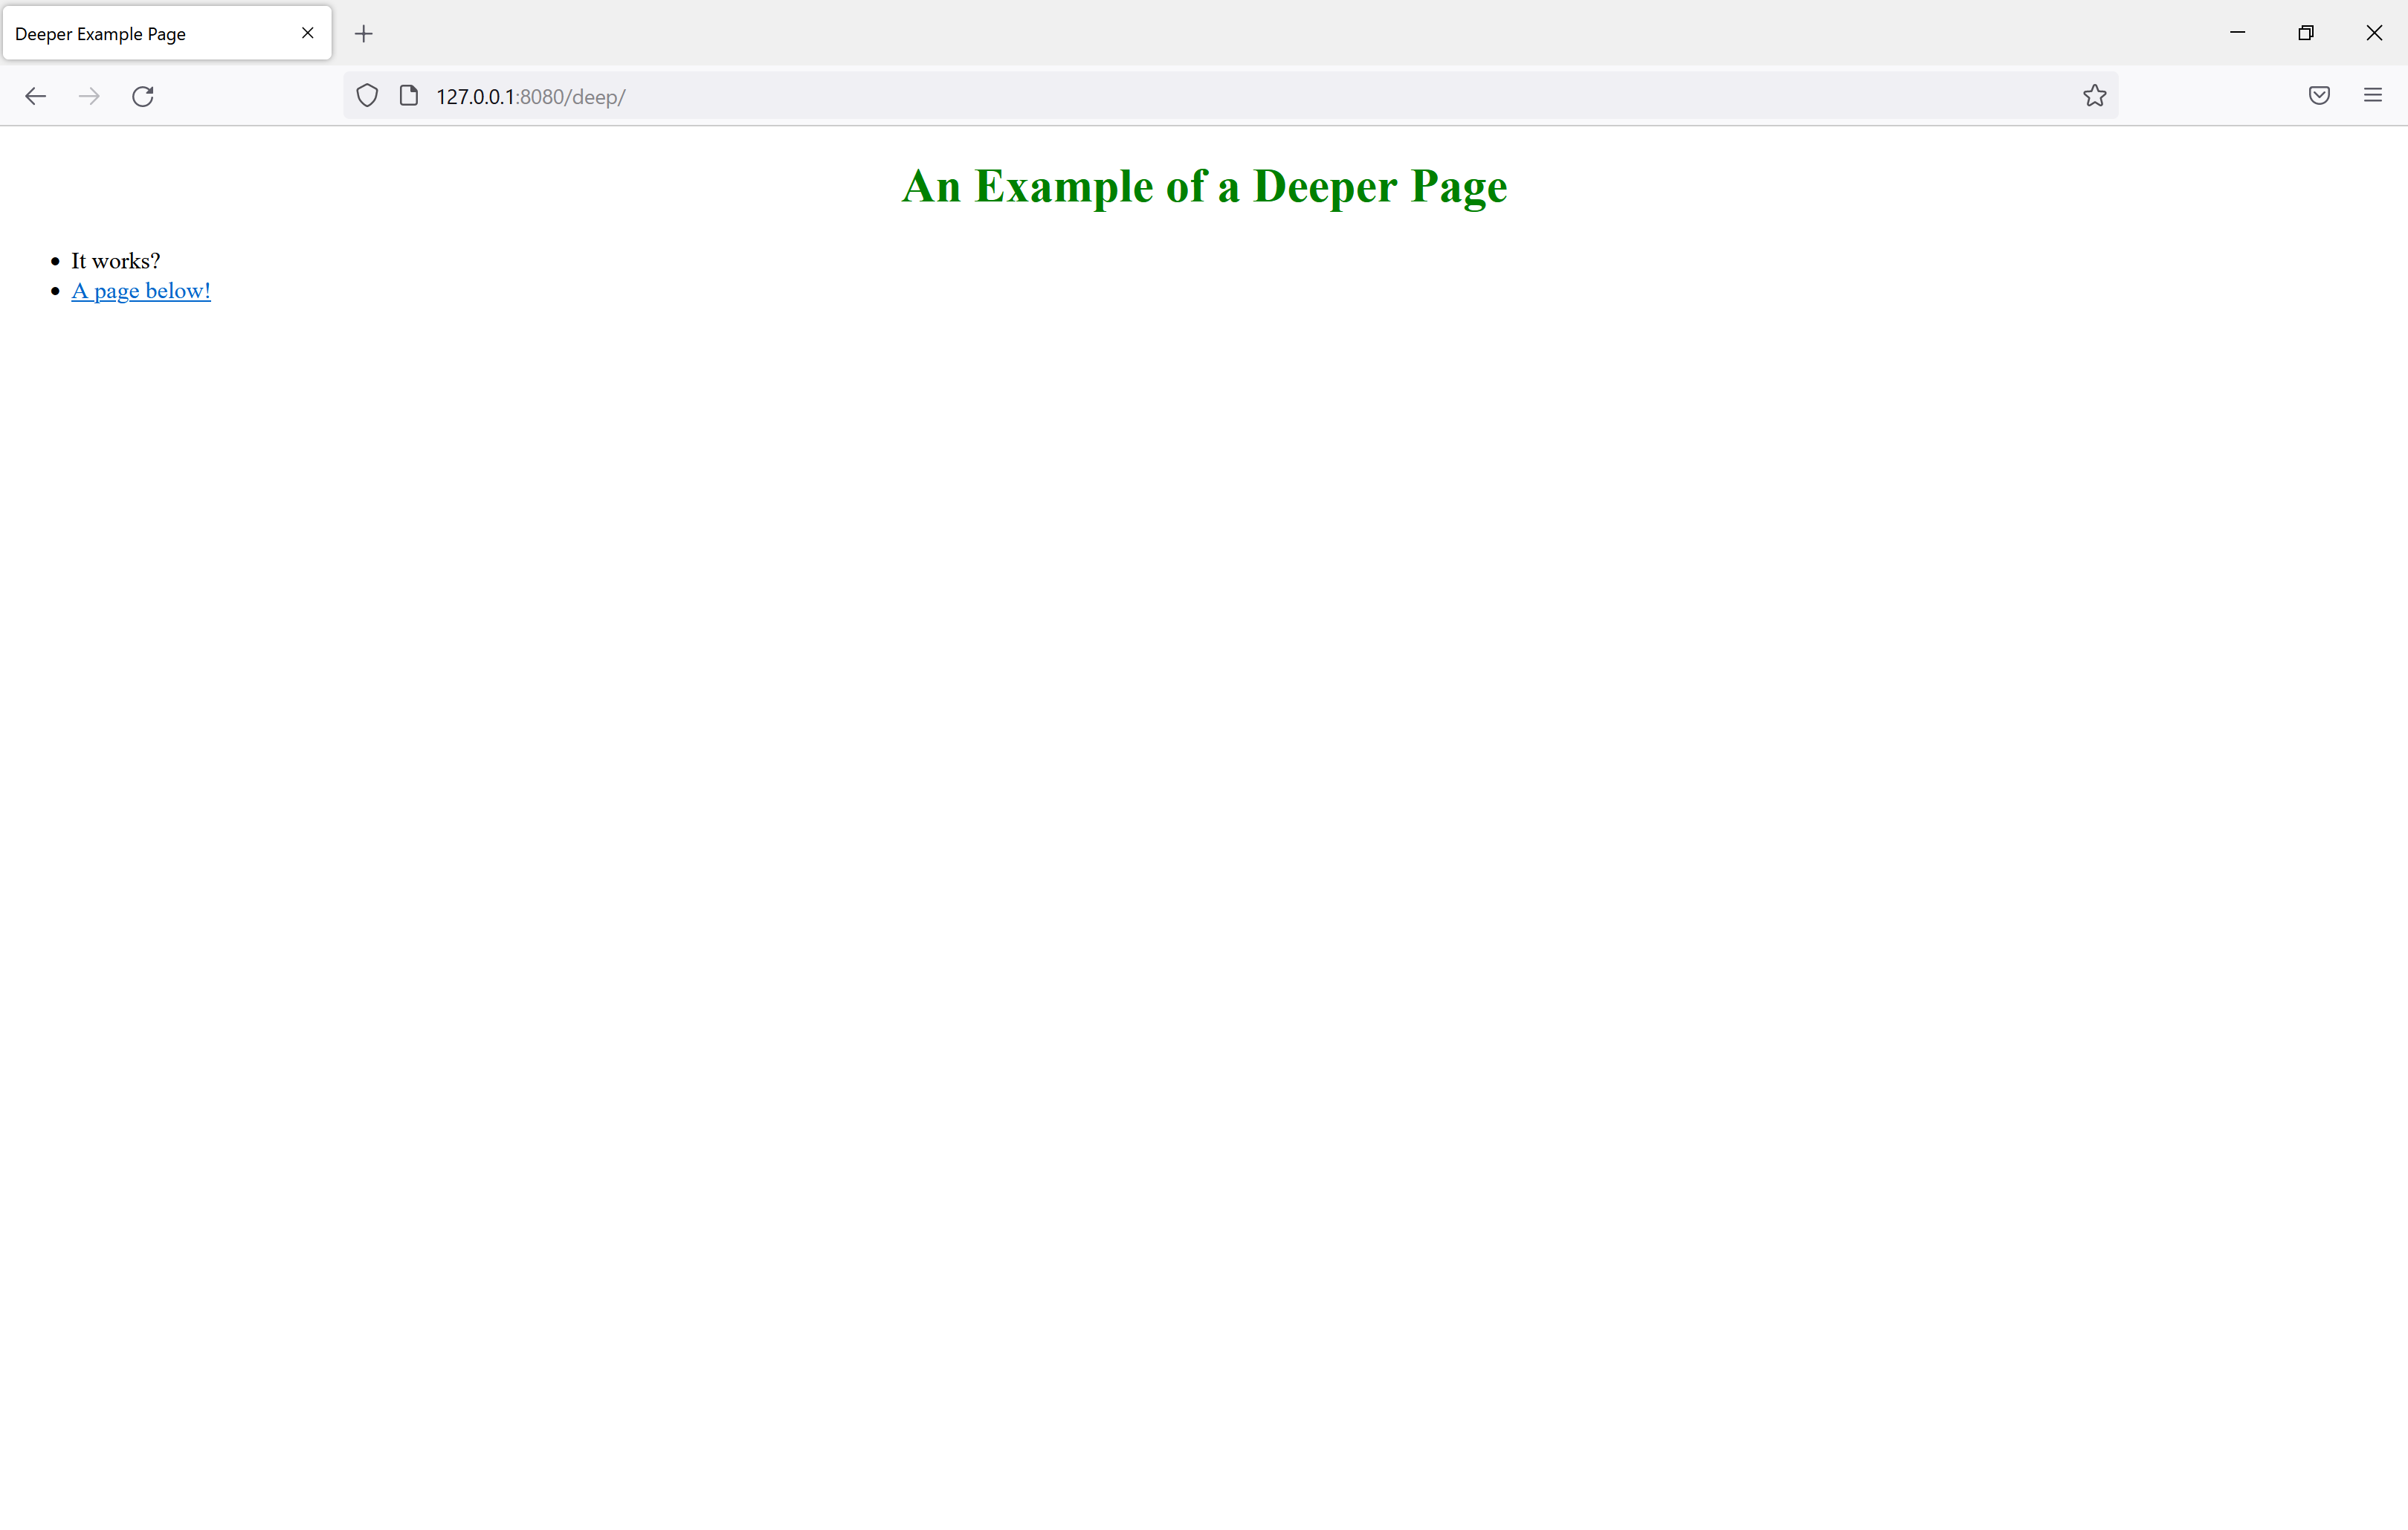 Deeper Example Page
127.0.0.1:8080/deep/
An Example of a Deeper Page
It works?
A page below!